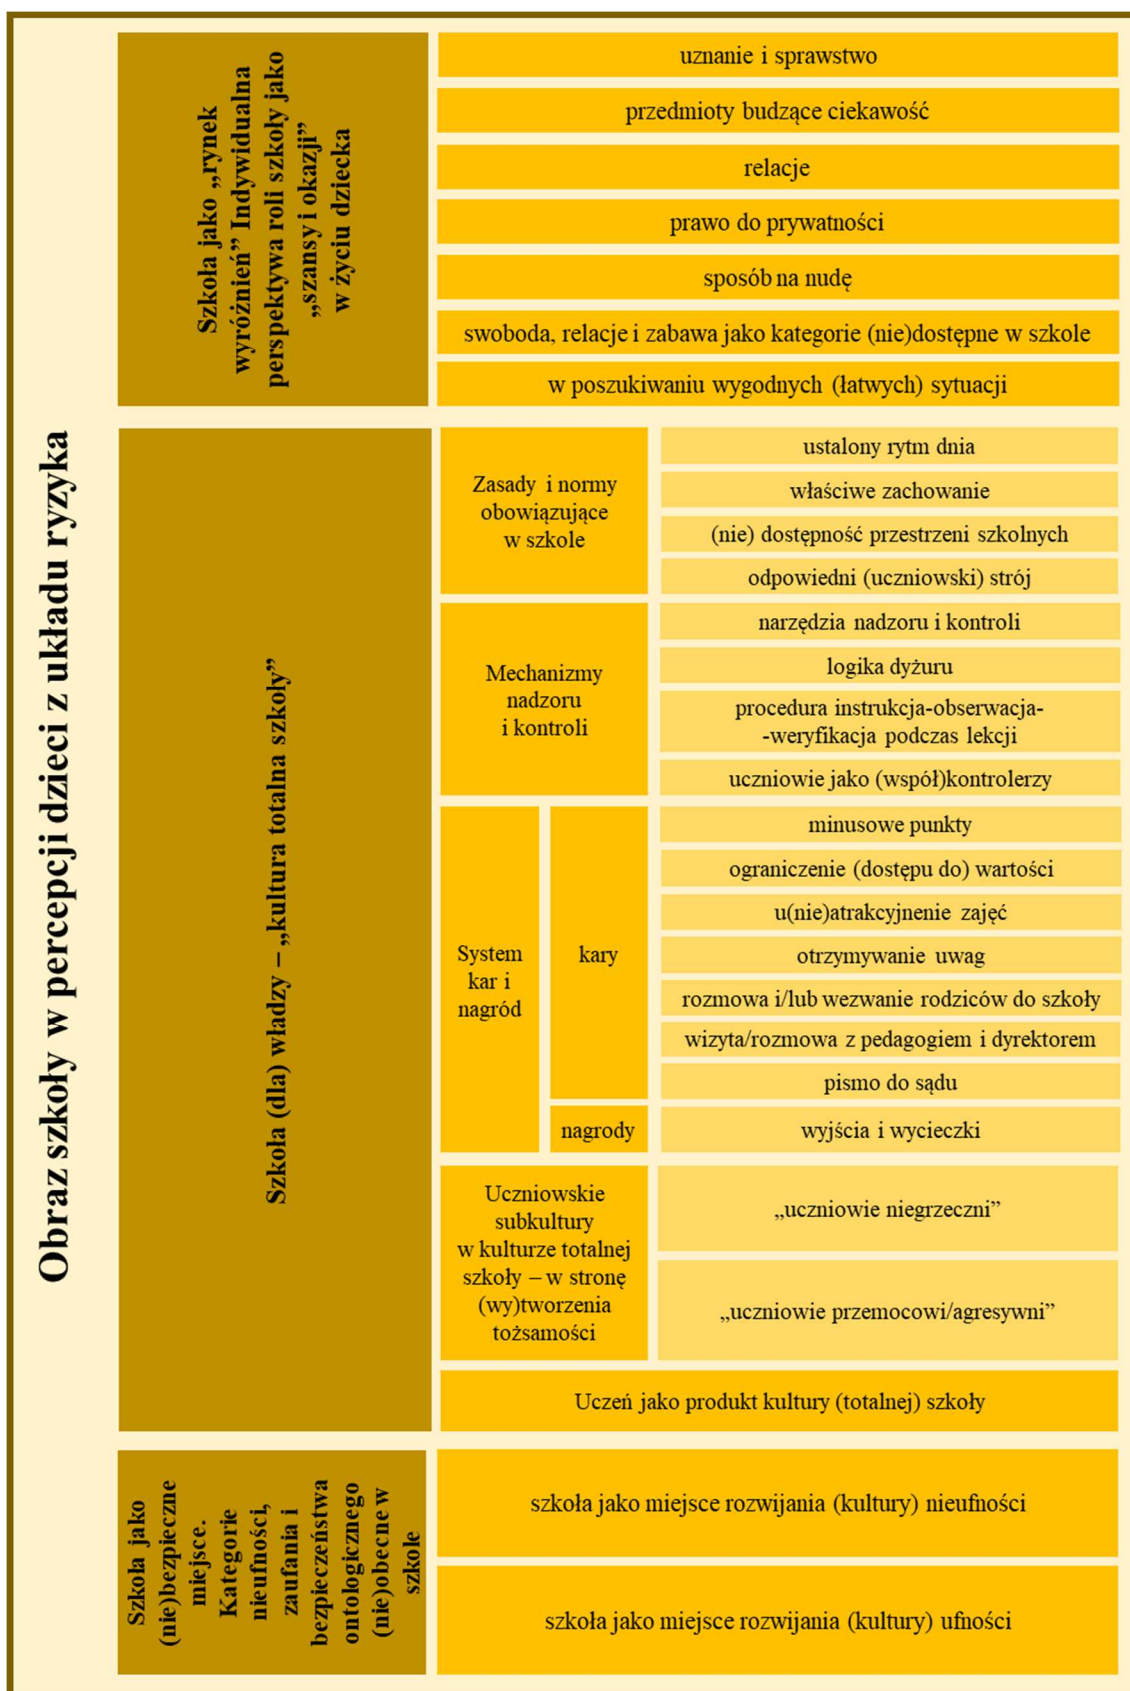 Obraz szkoły w percepcji dzieci z układu ryzyka
Szkoła jako „rynek
wyróżnień” Indywidualna
perspektywa roli szkoły jako
„szansy i okazji”
w życiu dziecka
uznanie i sprawstwo
przedmioty budzące ciekawość
relacje
prawo do prywatności
sposób na nudę
swoboda, relacje i zabawa jako kategorie (nie)dostępne w szkole
w poszukiwaniu wygodnych (łatwych) sytuacji
Szkoła (dla) władzy – „kultura totalna szkoły”
Zasady i normy
obowiązujące
w szkole
ustalony rytm dnia
właściwe zachowanie
(nie) dostępność przestrzeni szkolnych
odpowiedni (uczniowski) strój
Mechanizmy
nadzoru
i kontroli
narzędzia nadzoru i kontroli
logika dyżuru
procedura instrukcja-obserwacja-
-weryfikacja podczas lekcji
uczniowie jako (współ)kontrolerzy
System
kar i
nagród
kary
minusowe punkty
ograniczenie (dostępu do) wartości
u(nie)atrakcyjnenie zajęć
otrzymywanie uwag
rozmowa i/lub wezwanie rodziców do szkoły
wizyta/rozmowa z pedagogiem i dyrektorem
pismo do sądu
nagrody
wyjścia i wycieczki
Uczniowskie
subkultury
w kulturze totalnej
szkoły – w stronę
(wy)tworzenia
tożsamości
„uczniowie niegrzeczni”
„uczniowie przemocowi/agresywni”
Uczeń jako produkt kultury (totalnej) szkoły
Szkoła jako
(nie)bezpieczne
miejsce.
Kategorie
nieufności,
zaufania i
bezpieczeństwa
ontologicznego
(nie)obecne w
szkole
szkoła jako miejsce rozwijania (kultury) nieufności
szkoła jako miejsce rozwijania (kultury) ufności